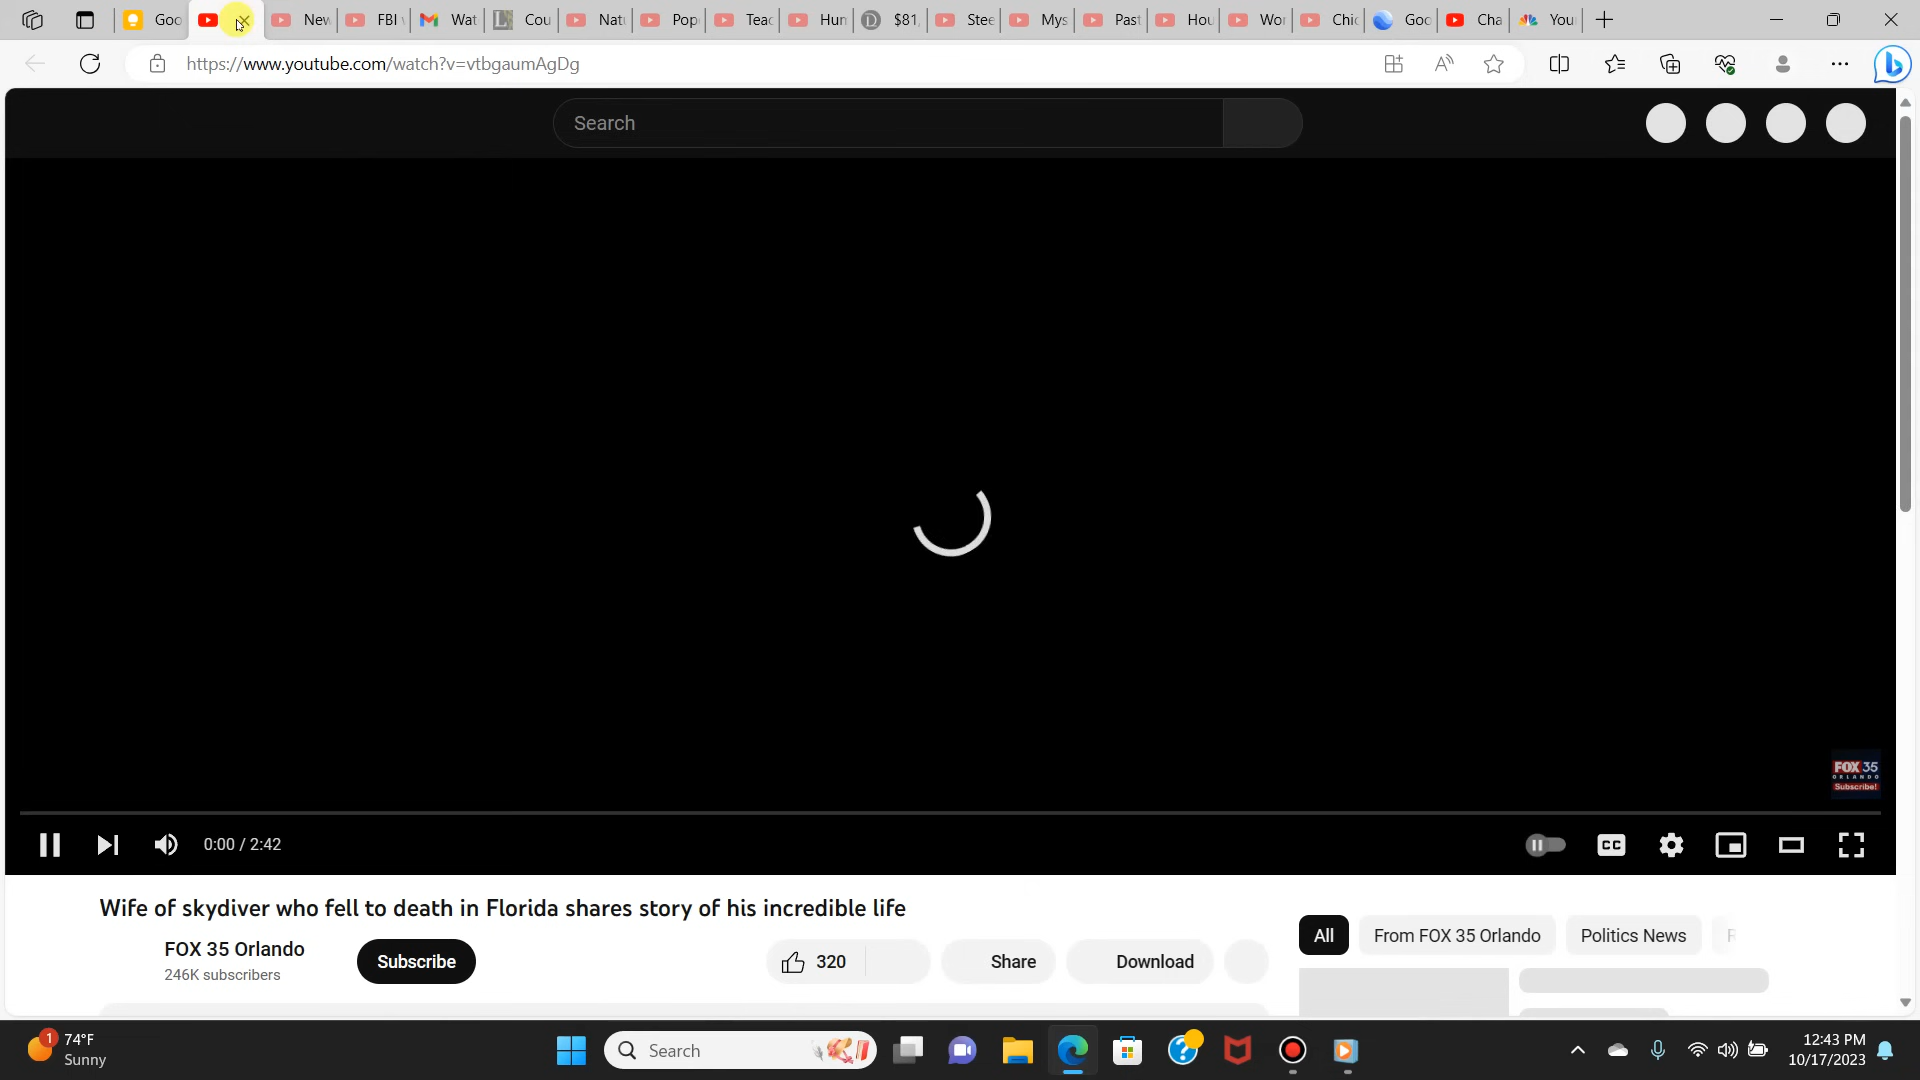 Goo
New
FBI
Wat
Cou
Nat
Pop
Teac
Hun
$81,
Stee
Mys
Past
Hou
Wor
Chic
Goo
Cha
You
https://www.youtube.com/watch?v=vtbgaumAgDg
Search
FOX 35
ORLANDO
Subscribe!
0:00 / 2:42
CC
Wife of skydiver who fell to death in Florida shares story of his incredible life
FOX 35 Orlando
246K subscribers
Subscribe
320
Share
Download
All
From FOX 35 Orlando
Politics News
1
74°F
Sunny
Search
12:43 PM
10/17/2023